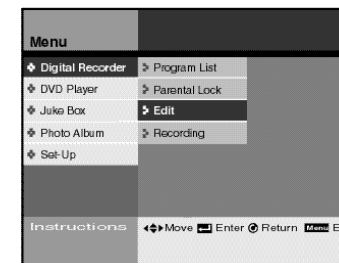 Menu
Digital Recorder
Program List
DVD Player
Parental Lock
Juke Box
Edit
Photo Album
Recording
Set-Up
Instructions
Move Enter Return Menu E